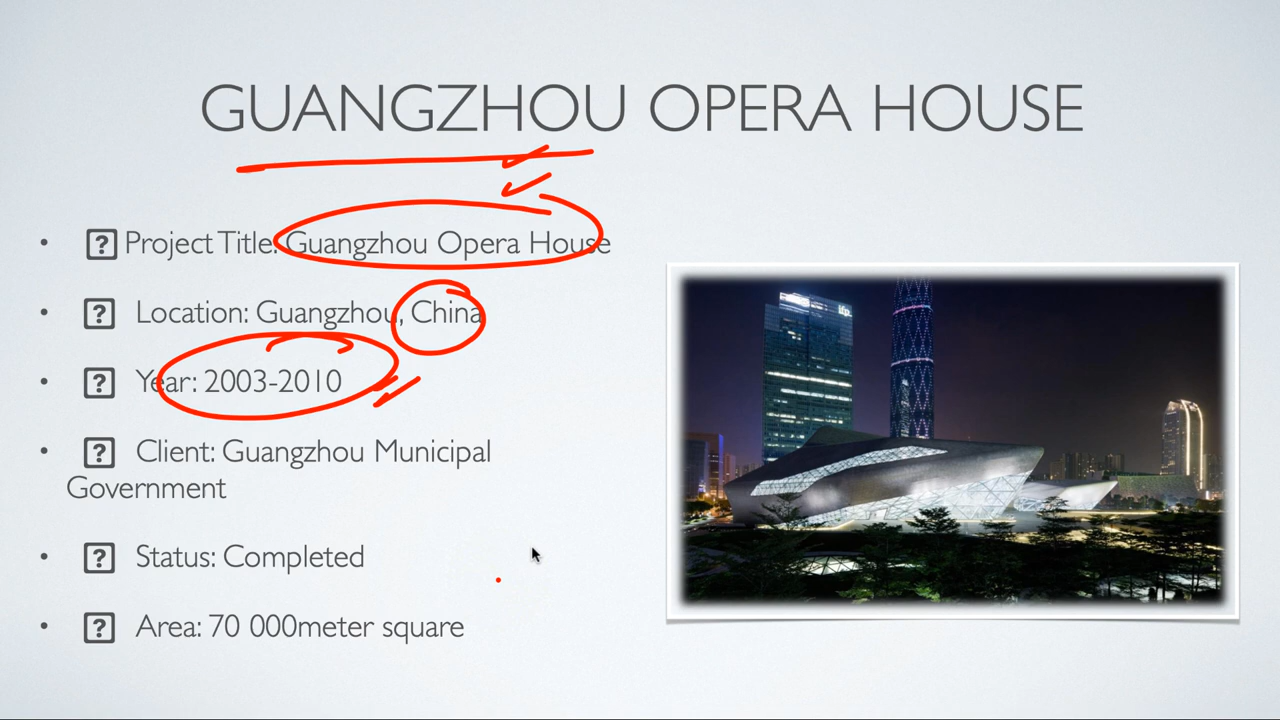 GUANGZHOU OPERA HOUSE
• ? Project Title: Guangzhou Opera House
• ? Location: Guangzhou, China
• ? Year: 2003-2010
• ? Client: Guangzhou Municipal
Government
• ? Status: Completed
• ? Area: 70 000meter square